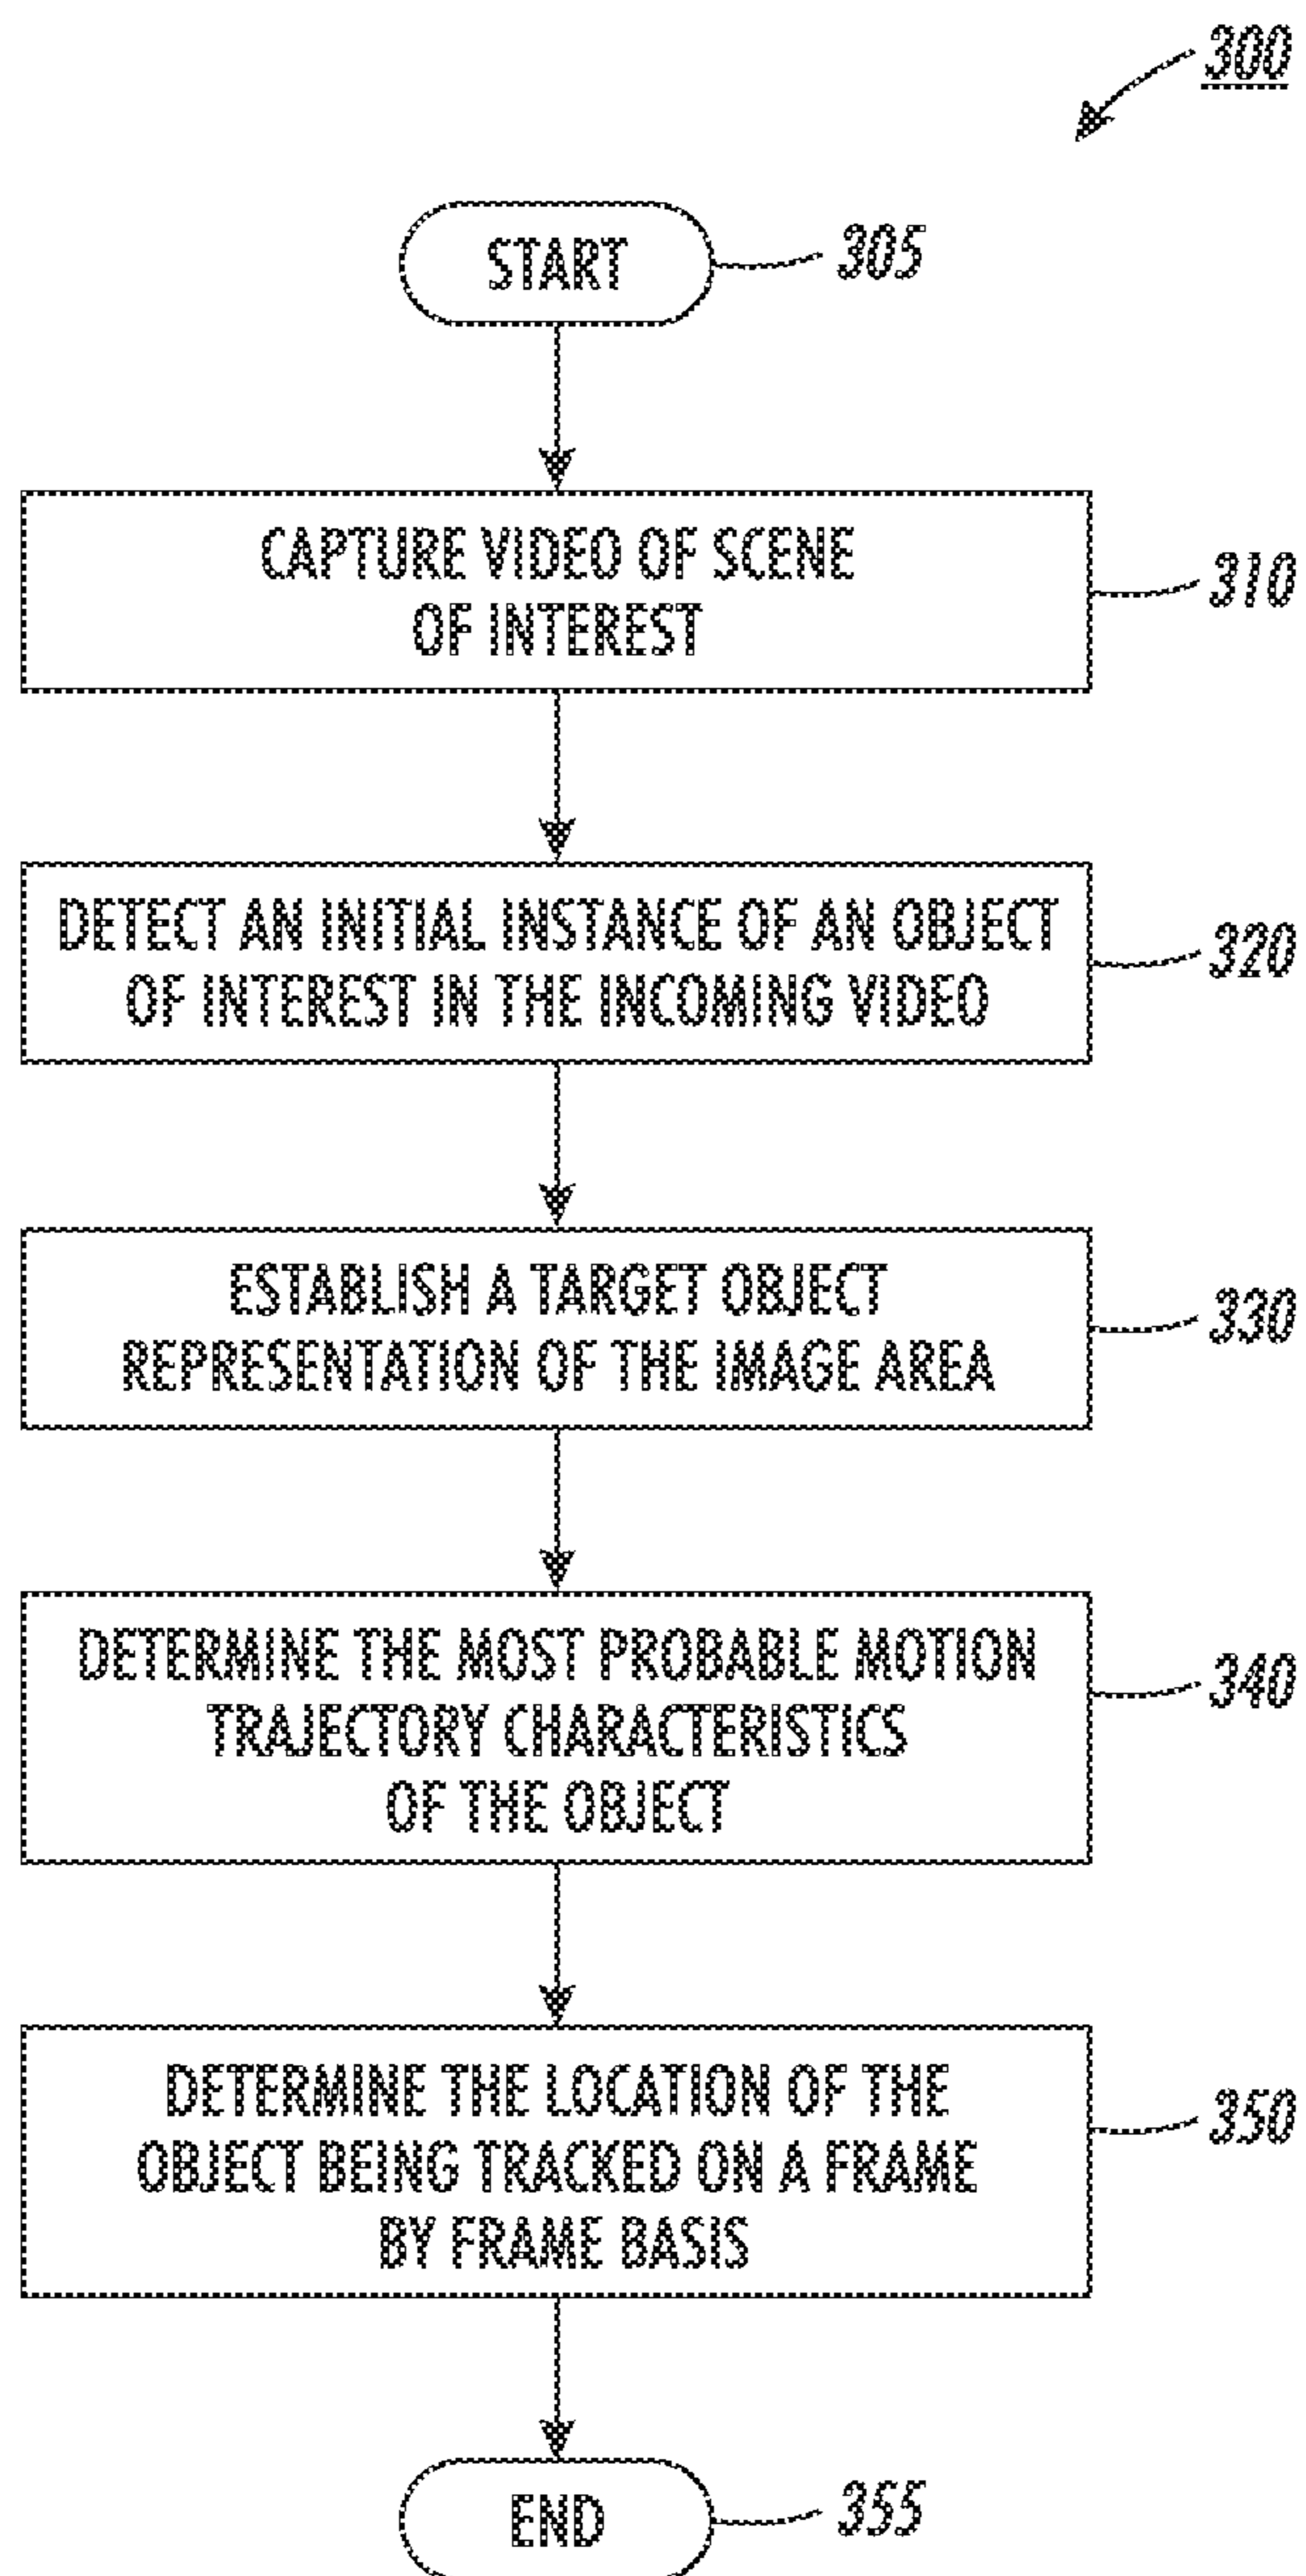 300
START
305
CAPTURE VIDEO OF SCENE
OF INTEREST
310
DETECT AN INITIAL INSTANCE OF AN OBJECT
OF INTEREST IN THE INCOMING VIDEO
320
ESTABLISH A TARGET OBJECT
REPRESENTATION OF THE IMAGE AREA
330
DETERMINE THE MOST PROBABLE MOTION
TRAJECTORY CHARACTERISTICS
OF THE OBJECT
340
DETERMINE THE LOCATION OF THE
OBJECT BEING TRACKED ON A FRAME
BY FRAME BASIS
350
END
355